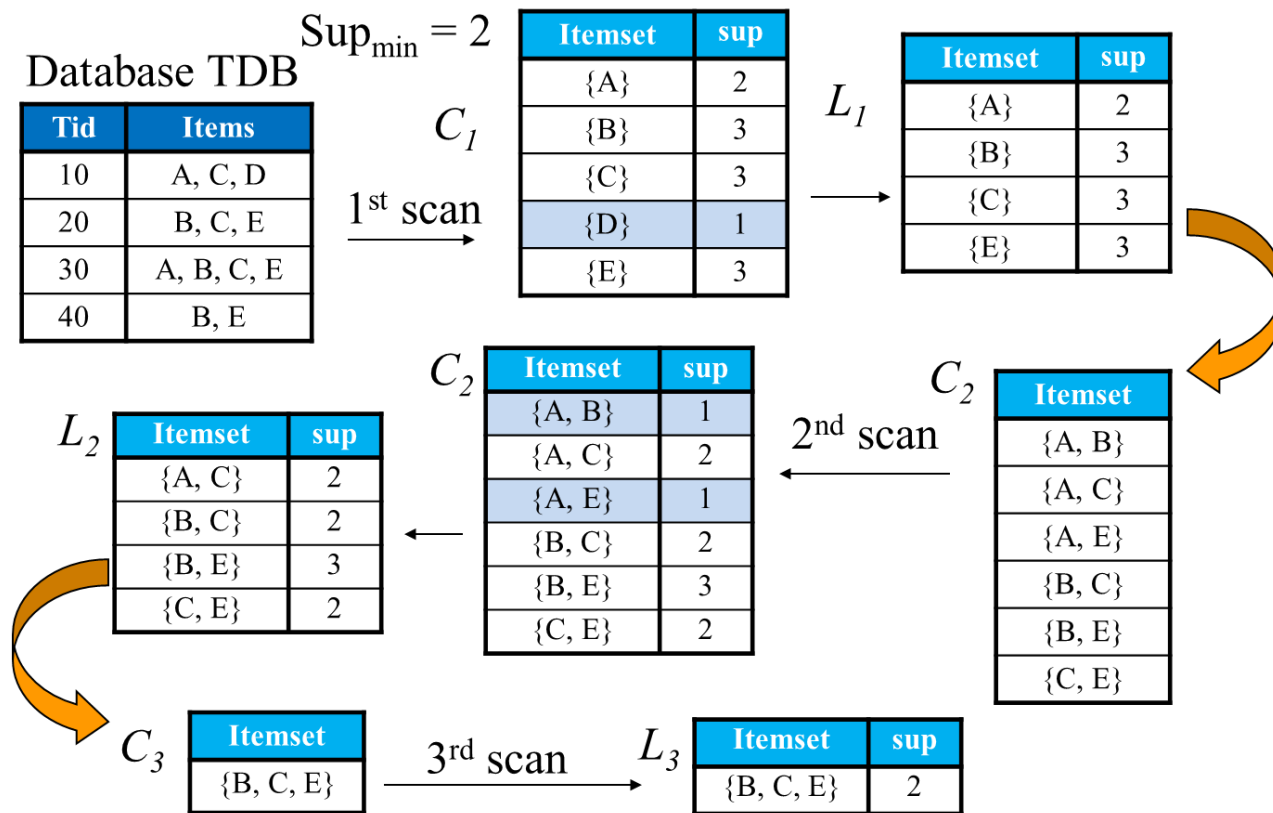 Sup_min = 2
Database TDB
Tid Items
10 A, C, D
20 B, C, E
30 A, B, C, E
40 B, E
1st scan
C1
Itemset sup
{A} 2
{B} 3
{C} 3
{D} 1
{E} 3
L1
Itemset sup
{A} 2
{B} 3
{C} 3
{E} 3
C2
Itemset
{A, B}
{A, C}
{A, E}
{B, C}
{B, E}
{C, E}
2nd scan
C2
Itemset sup
{A, B} 1
{A, C} 2
{A, E} 1
{B, C} 2
{B, E} 3
{C, E} 2
L2
Itemset sup
{A, C} 2
{B, C} 2
{B, E} 3
{C, E} 2
C3
Itemset
{B, C, E}
3rd scan
L3
Itemset sup
{B, C, E} 2